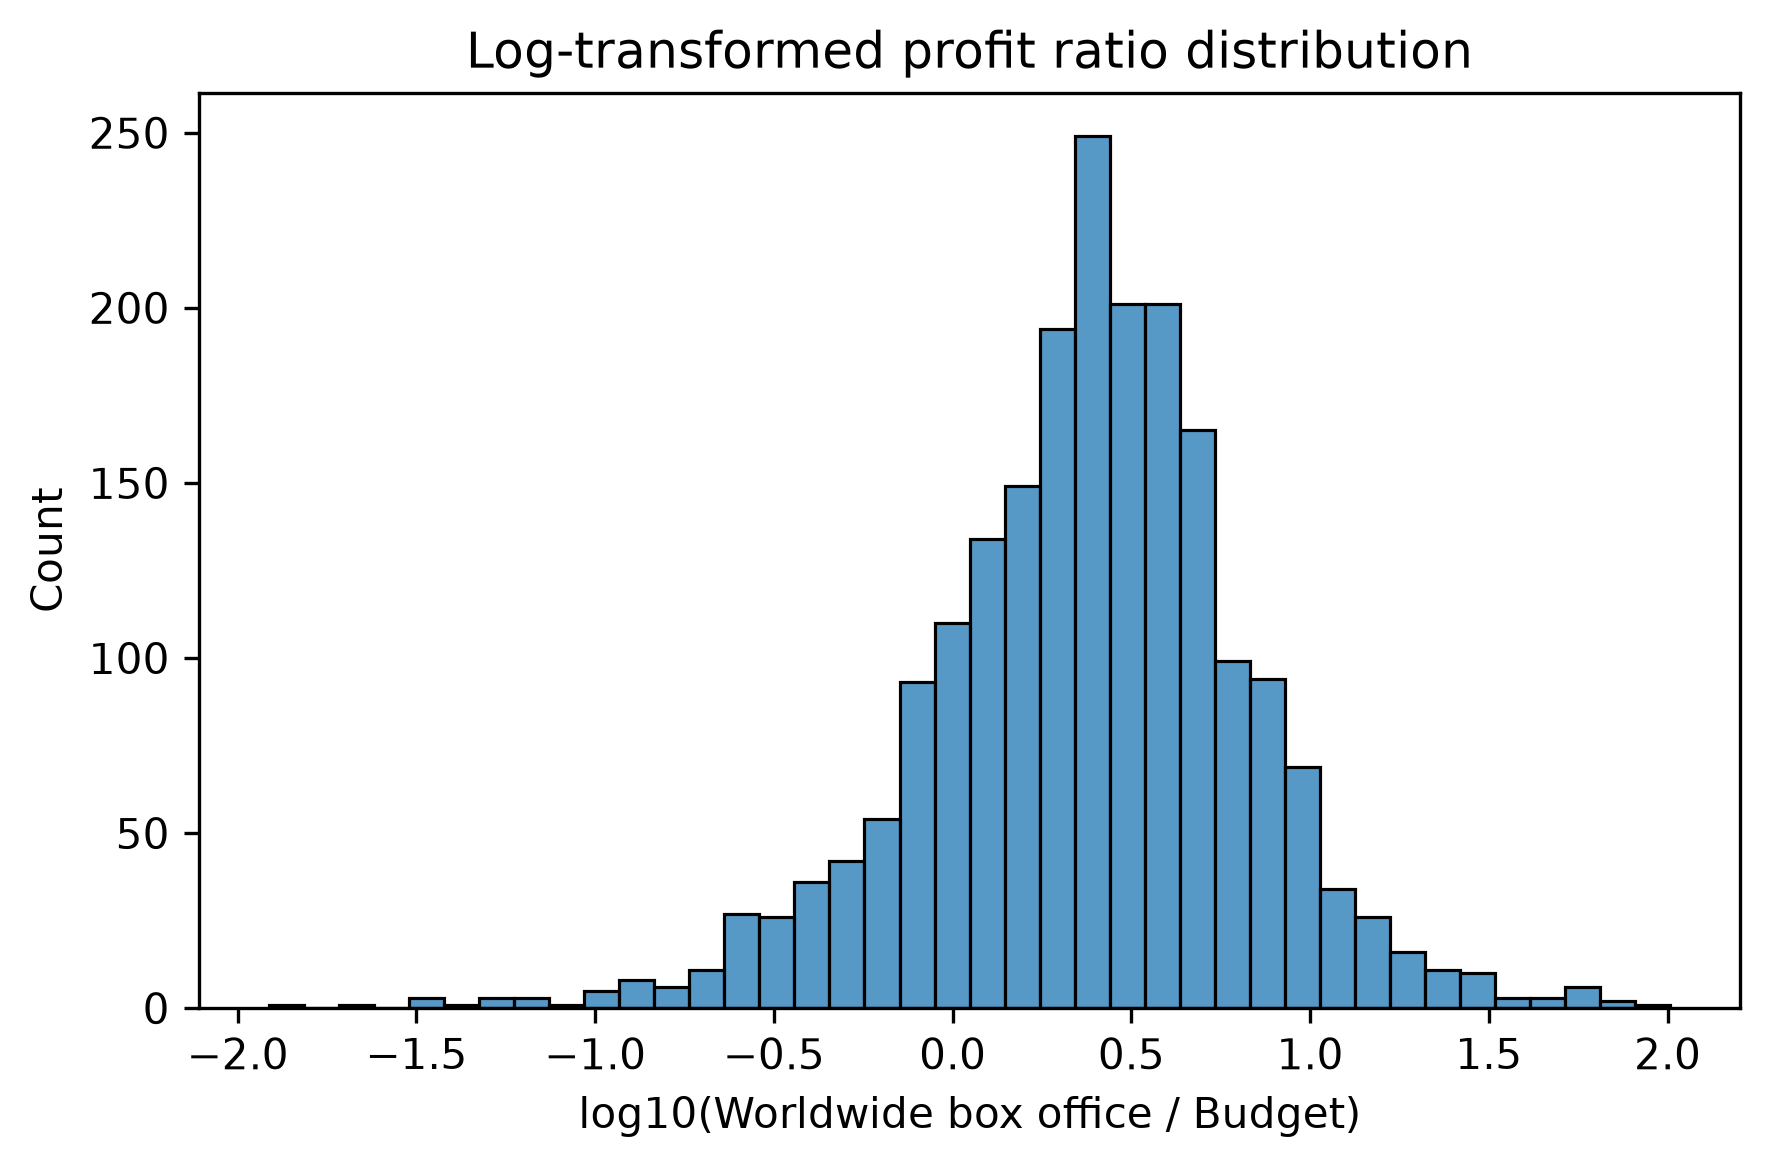 Log-transformed profit ratio distribution
250
200
150
100
50
0
Count
−2.0 −1.5 −1.0 −0.5 0.0 0.5 1.0 1.5 2.0
log10(Worldwide box office / Budget)